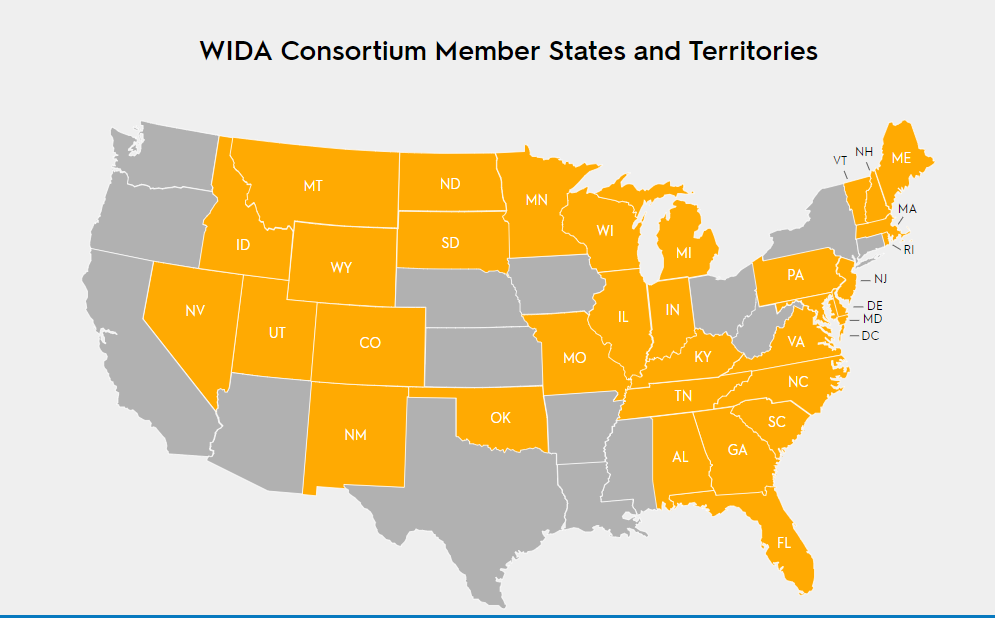 WIDA Consortium Member States and Territories
ME
NH
VT
MT
ND
MN
MA
WI
ID
SD
RI
MI
WY
PA
NJ
NV
IN
DE
IL
MD
UT
DC
CO
VA
MO
KY
NC
TN
OK
SC
NM
GA
AL
FL